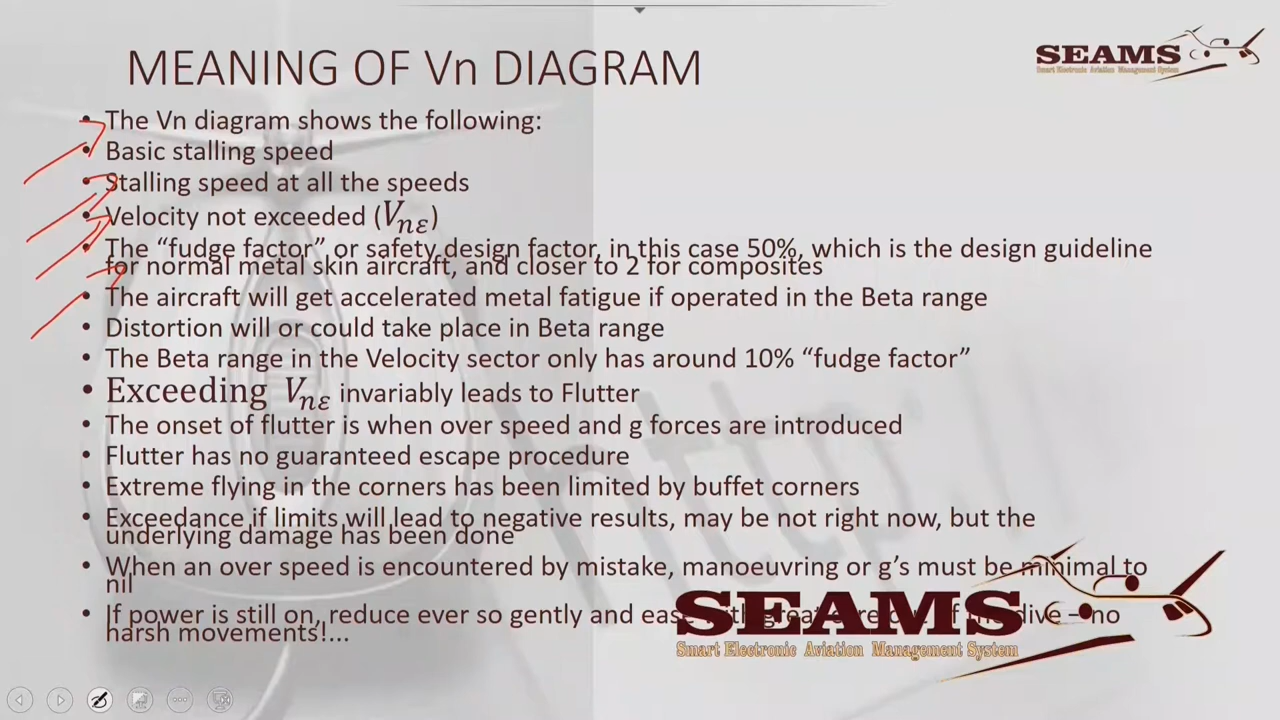 MEANING OF Vn DIAGRAM
SEAMS
Smart Electronic Aviation Management System
• The Vn diagram shows the following:
• Basic stalling speed
• Stalling speed at all the speeds
• Velocity not exceeded (Vnε)
• The “fudge factor” or safety design factor, in this case 50%, which is the design guideline
for normal metal skin aircraft, and closer to 2 for composites
• The aircraft will get accelerated metal fatigue if operated in the Beta range
• Distortion will or could take place in Beta range
• The Beta range in the Velocity sector only has around 10% “fudge factor”
• Exceeding Vnε invariably leads to Flutter
• The onset of flutter is when over speed and g forces are introduced
• Flutter has no guaranteed escape procedure
• Extreme flying in the corners has been limited by buffet corners
• Exceedance if limits will lead to negative results, may be not right now, but the
underlying damage has been done
• When an over speed is encountered by mistake, manoeuvring or g’s must be minimal to
nil
• If power is still on, reduce ever so gently and ease dive – no
harsh movements!...
SEAMS
Smart Electronic Aviation Management System
http://